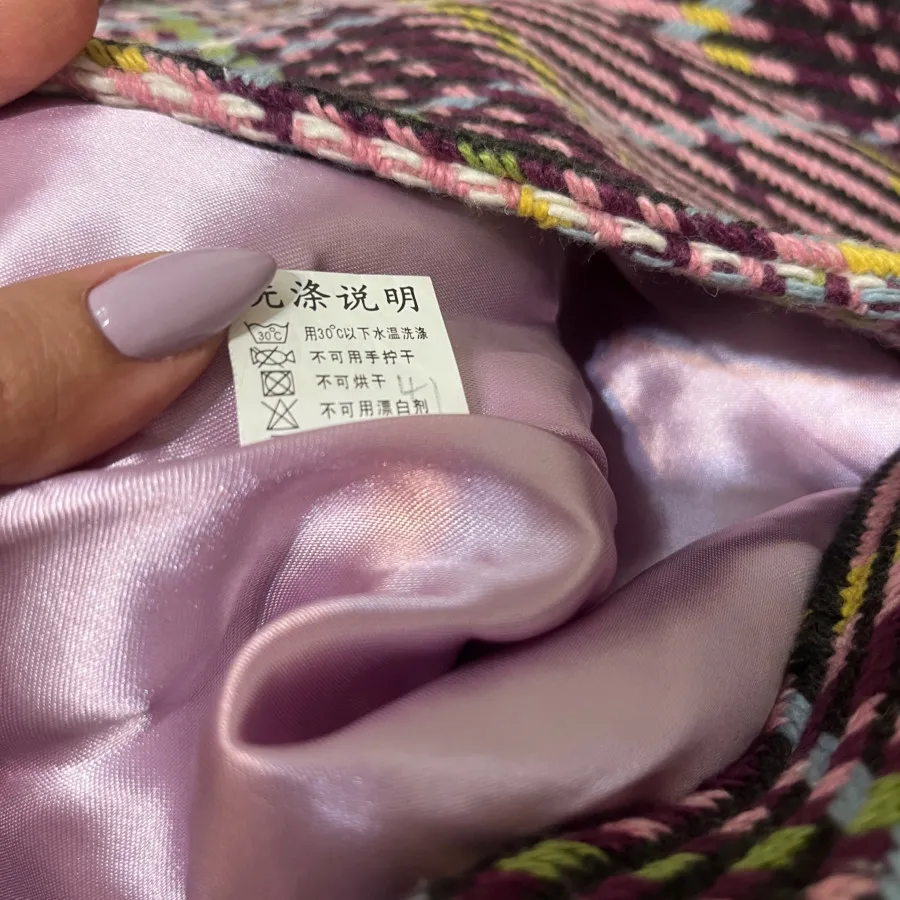 洗涤说明
30°C 用30°C以下水温洗涤
不可用手拧干
不可烘干
不可用漂白剂